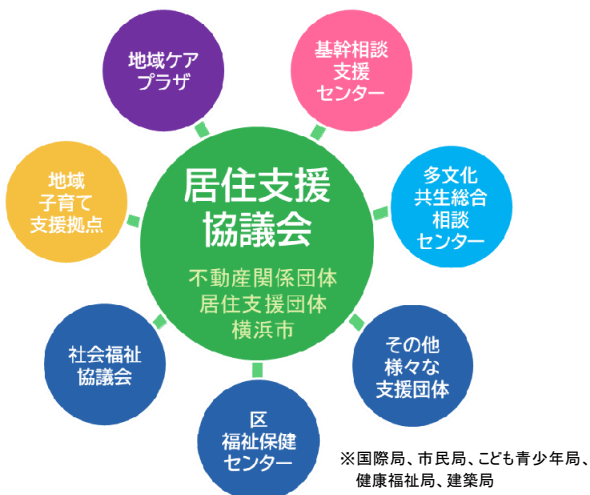 地域ケア
プラザ
基幹相談
支援
センター
地域
子育て
支援拠点
居住支援
協議会
不動産関係団体
居住支援団体
横浜市
多文化
共生総合
相談
センター
社会福祉
協議会
その他
様々な
支援団体
区
福祉保健
センター
※国際局、市民局、こども青少年局、
健康福祉局、建築局